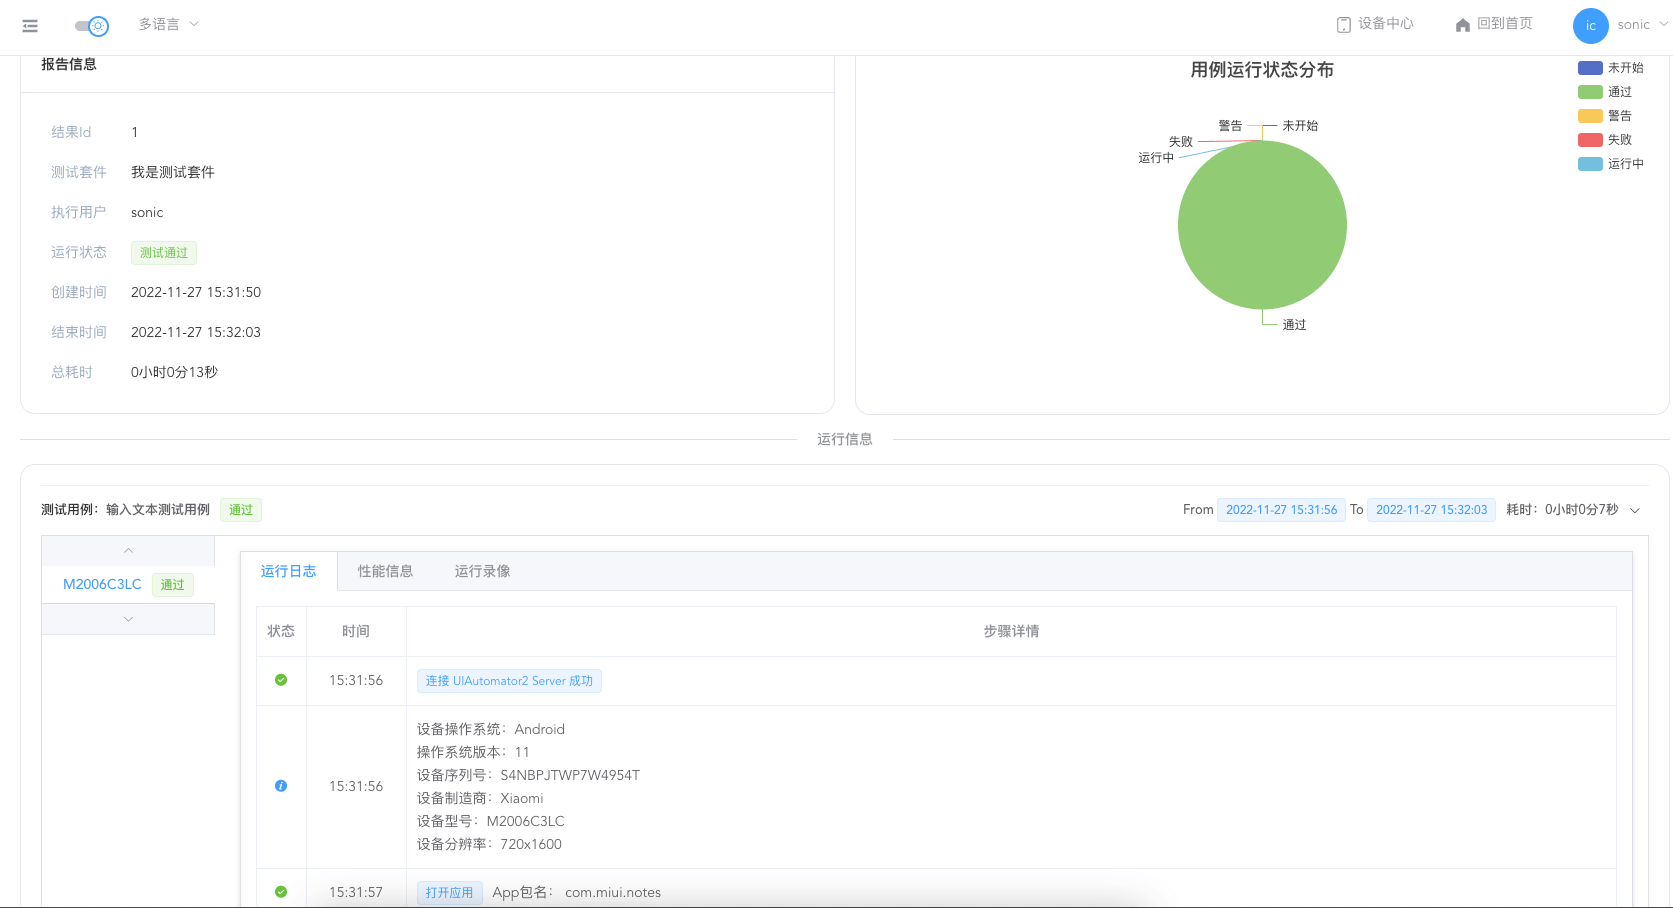 多语言
设备中心
回到首页
ic
sonic
报告信息
结果Id 1
测试套件 我是测试套件
执行用户 sonic
运行状态 测试通过
创建时间 2022-11-27 15:31:50
结束时间 2022-11-27 15:32:03
总耗时 0小时0分13秒
用例运行状态分布
未开始
通过
警告
失败
运行中
警告
未开始
失败
运行中
通过
运行信息
测试用例：输入文本测试用例 通过
From 2022-11-27 15:31:56 To 2022-11-27 15:32:03 耗时：0小时0分7秒
M2006C3LC 通过
运行日志 性能信息 运行录像
状态 时间 步骤详情
15:31:56 连接 UIAutomator2 Server 成功
15:31:56
设备操作系统：Android
操作系统版本：11
设备序列号：S4NBPJTWP7W4954T
设备制造商：Xiaomi
设备型号：M2006C3LC
设备分辨率：720x1600
15:31:57 打开应用 App包名： com.miui.notes